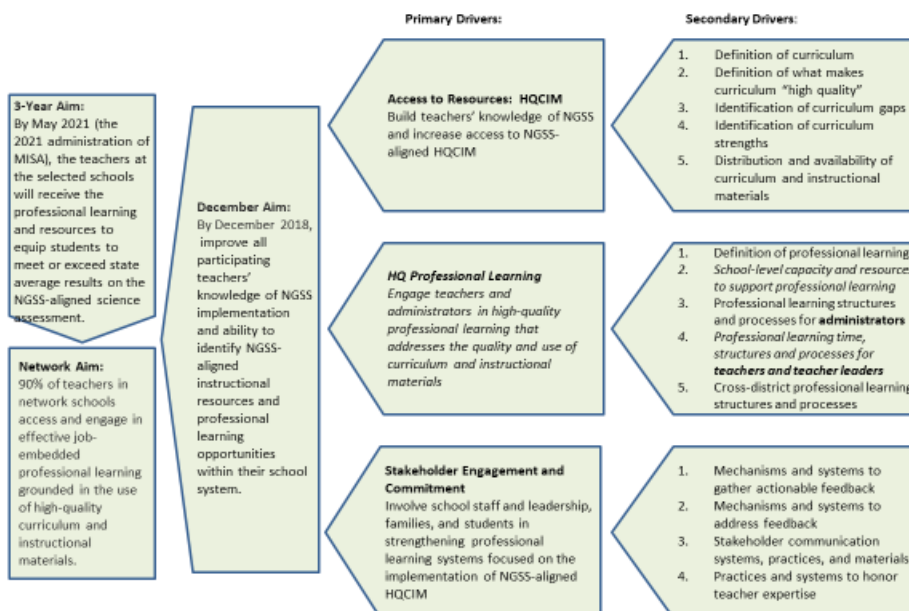 Primary Drivers:
Secondary Drivers:
3-Year Aim:
By May 2021 (the
2021 administration of
MISA), the teachers at
the selected schools
will receive the
professional learning
and resources to
equip students to
meet or exceed state
average results on the
NGSS-aligned science
assessment.
Network Aim:
90% of teachers in
network schools
access and engage in
effective job-
embedded
professional learning
grounded in the use
of high-quality
curriculum and
instructional
materials.
December Aim:
By December 2018,
improve all
participating
teachers'
knowledge of NGSS
implementation
and ability to
identify NGSS-
aligned
instructional
resources and
professional
learning
opportunities
within their school
system.
Access to Resources: HQCIM
Build teachers' knowledge of NGSS
and increase access to NGSS-
aligned HQCIM
1. Definition of curriculum
2. Definition of what makes
curriculum "high quality"
3. Identification of curriculum gaps
4. Identification of curriculum
strengths
5. Distribution and availability of
curriculum and instructional
materials
HQ Professional Learning
Engage teachers and
administrators in high-quality
professional learning that
addresses the quality and use of
curriculum and instructional
materials
1. Definition of professional learning
2. School-level capacity and resources
to support professional learning
3. Professional learning structures
and processes for administrators
4. Professional learning time,
structures and processes for
teachers and teacher leaders
5. Cross-district professional learning
structures and processes
Stakeholder Engagement and
Commitment
Involve school staff and leadership,
families, and students in
strengthening professional
learning systems focused on the
implementation of NGSS-aligned
HQCIM
1. Mechanisms and systems to
gather actionable feedback
2. Mechanisms and systems to
address feedback
3. Stakeholder communication
systems, practices, and materials
4. Practices and systems to honor
teacher expertise